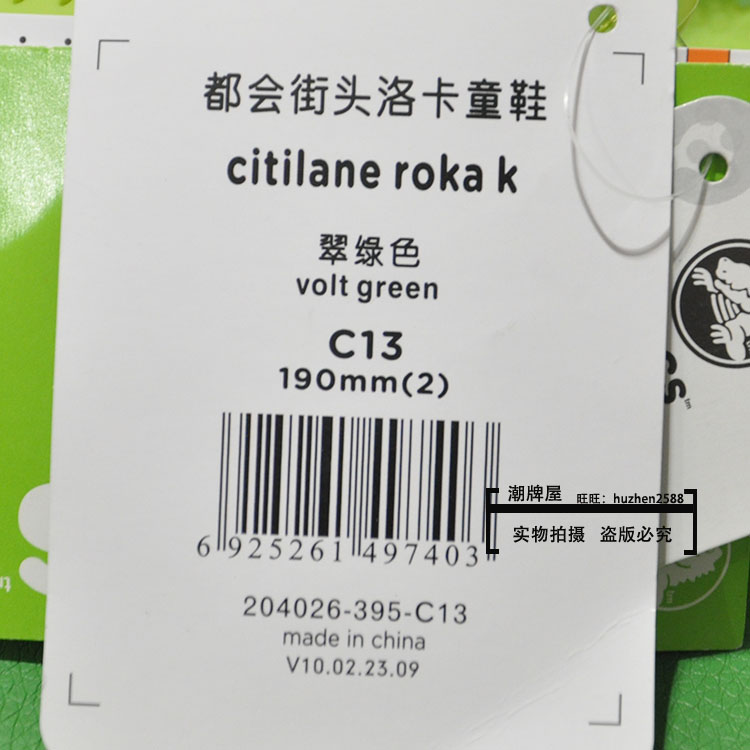 都会街头洛卡童鞋
citilane roka k
翠绿色
volt green
C13
190mm(2)
6 925261 497403
204026-395-C13
made in china
V10.02.23.09
潮牌屋 旺旺：huzhen2588
实物拍摄 盗版必究
cs™